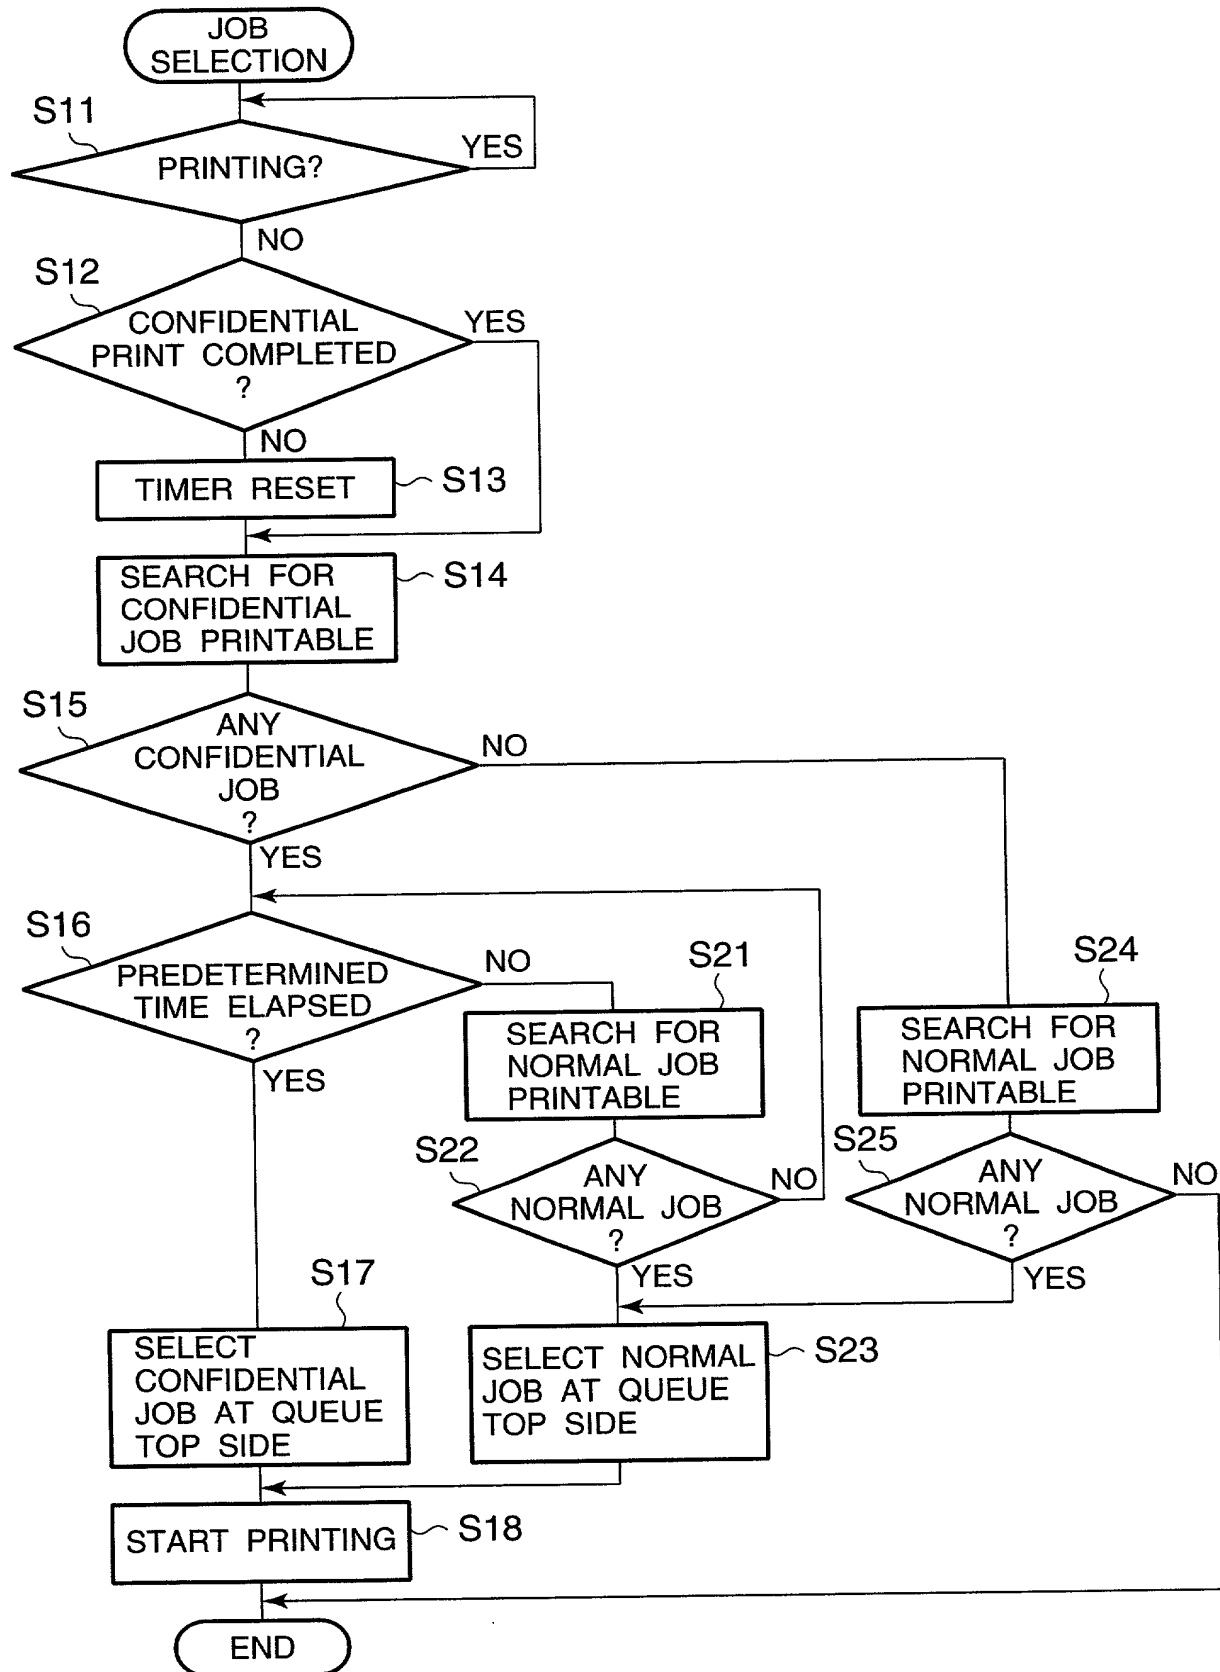 JOB
SELECTION
S11
PRINTING?
YES
NO
S12
CONFIDENTIAL
PRINT COMPLETED
?
YES
NO
TIMER RESET
S13
SEARCH FOR
CONFIDENTIAL
JOB PRINTABLE
S14
S15
ANY
CONFIDENTIAL
JOB
?
NO
YES
S16
PREDETERMINED
TIME ELAPSED
?
NO
YES
S21
SEARCH FOR
NORMAL JOB
PRINTABLE
S24
SEARCH FOR
NORMAL JOB
PRINTABLE
S22
ANY
NORMAL JOB
?
NO
YES
S25
ANY
NORMAL JOB
?
NO
YES
S17
SELECT
CONFIDENTIAL
JOB AT QUEUE
TOP SIDE
SELECT NORMAL
JOB AT QUEUE
TOP SIDE
S23
START PRINTING
S18
END